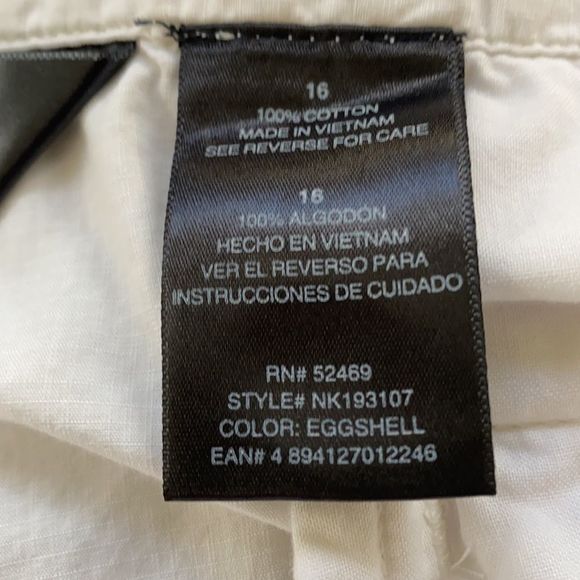 16
100% COTTON
MADE IN VIETNAM
SEE REVERSE FOR CARE
16
100% ALGODÓN
HECHO EN VIETNAM
VER EL REVERSO PARA
INSTRUCCIONES DE CUIDADO
RN# 52469
STYLE# NK193107
COLOR: EGGSHELL
EAN# 4 894127012246